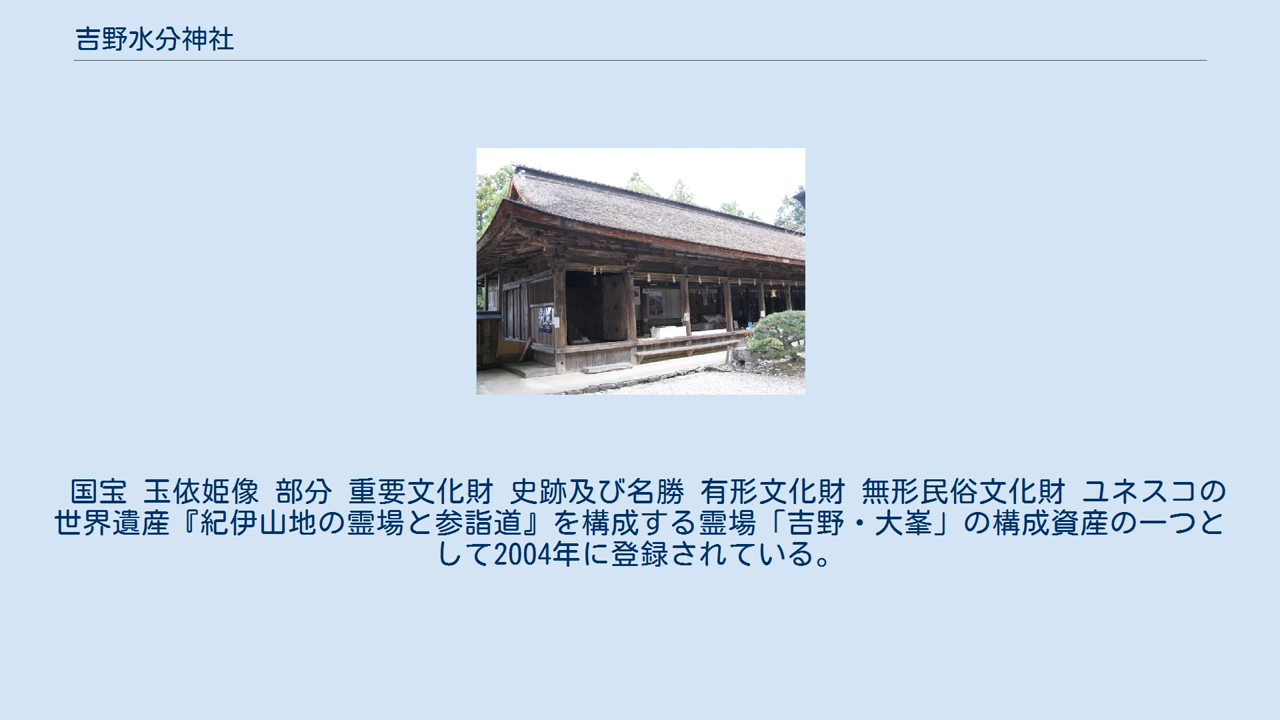 吉野水分神社
国宝 玉依姫像 部分 重要文化財 史跡及び名勝 有形文化財 無形民俗文化財 ユネスコの
世界遺産『紀伊山地の霊場と参詣道』を構成する霊場「吉野・大峯」の構成資産の一つと
して2004年に登録されている。